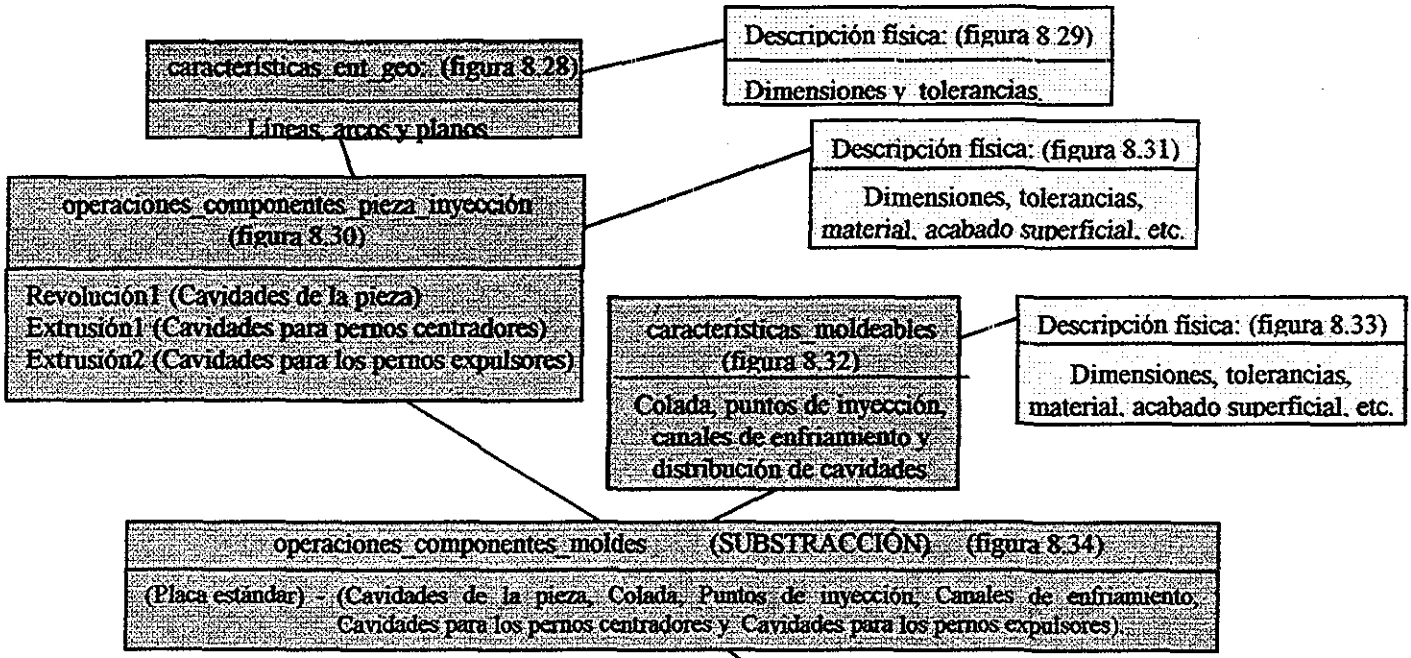 Descripción física: (figura 8.29)
Dimensiones y tolerancias.
características_ent_geo. (figura 8.28)
Líneas, arcos y planos
Descripción física: (figura 8.31)
Dimensiones, tolerancias,
material, acabado superficial, etc.
operaciones_componentes_pieza_inyección
(figura 8.30)
Revolución1 (Cavidades de la pieza)
Extrusión1 (Cavidades para pernos centradores)
Extrusión2 (Cavidades para los pernos expulsores)
características_moldeables
(figura 8.32)
Colada, puntos de inyección,
canales de enfriamiento y
distribución de cavidades
Descripción física: (figura 8.33)
Dimensiones, tolerancias,
material, acabado superficial, etc.
operaciones_componentes_moldes (SUBSTRACCIÓN) (figura 8.34)
(Placa estándar) - (Cavidades de la pieza, Colada, Puntos de inyección, Canales de enfriamiento,
Cavidades para los pernos centradores y Cavidades para los pernos expulsores).